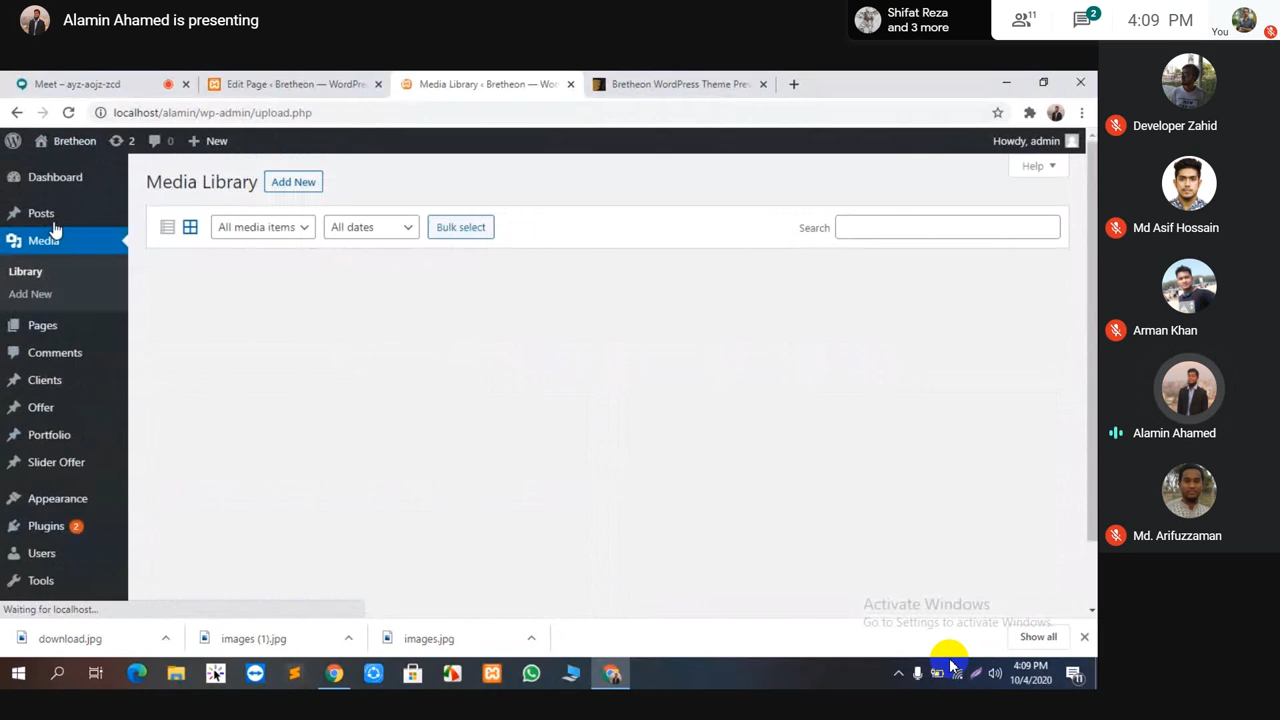 Alamin Ahamed is presenting
Shifat Reza
and 3 more
11
2
4:09 PM
You
Meet – ayz-aojz-zcd
Edit Page ‹ Bretheon — WordPre
Media Library ‹ Bretheon — Wor
Bretheon WordPress Theme Prev
localhost/alamin/wp-admin/upload.php
Bretheon
2
0
New
Howdy, admin
Dashboard
Posts
Media
Library
Add New
Pages
Comments
Clients
Offer
Portfolio
Slider Offer
Appearance
Plugins 2
Users
Tools
Media Library
Add New
Help
All media items
All dates
Bulk select
Search
Waiting for localhost...
Activate Windows
Go to Settings to activate Windows.
download.jpg
images (1).jpg
images.jpg
Show all
4:09 PM
10/4/2020
11
Developer Zahid
Md Asif Hossain
Arman Khan
Alamin Ahamed
Md. Arifuzzaman